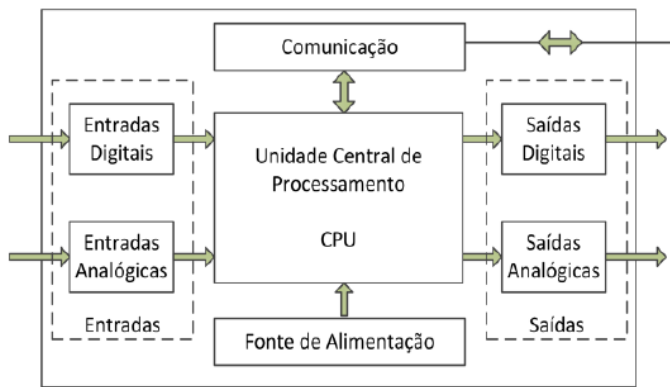 Comunicação
Entradas
Digitais
Entradas
Analógicas
Entradas
Unidade Central de
Processamento
CPU
Fonte de Alimentação
Saídas
Digitais
Saídas
Analógicas
Saídas